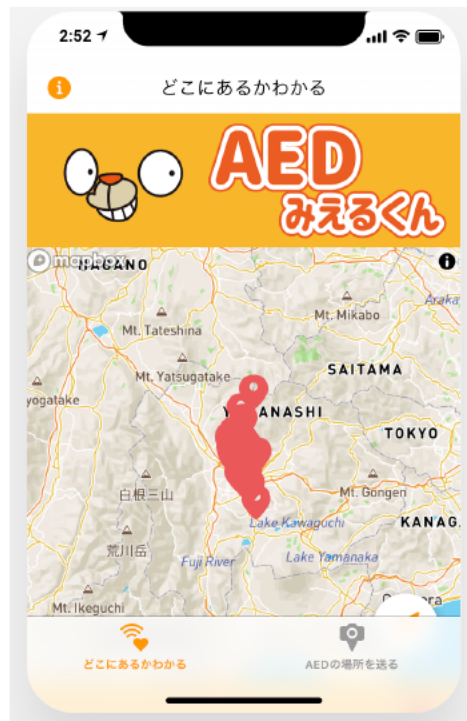 2:52
どこにあるかわかる
AED
みえるくん
mapbox
NAGANO
Mt. Mikabo
Araka
Mt. Tateshina
Mt. Yatsugatake
SAITAMA
yogatake
YAMANASHI
TOKYO
白根三山
Mt. Gongen
Lake Kawaguchi
KANAG
荒川岳
Fuji River
Lake Yamanaka
Mt. Ikeguchi
どこにあるかわかる
AEDの場所を送る